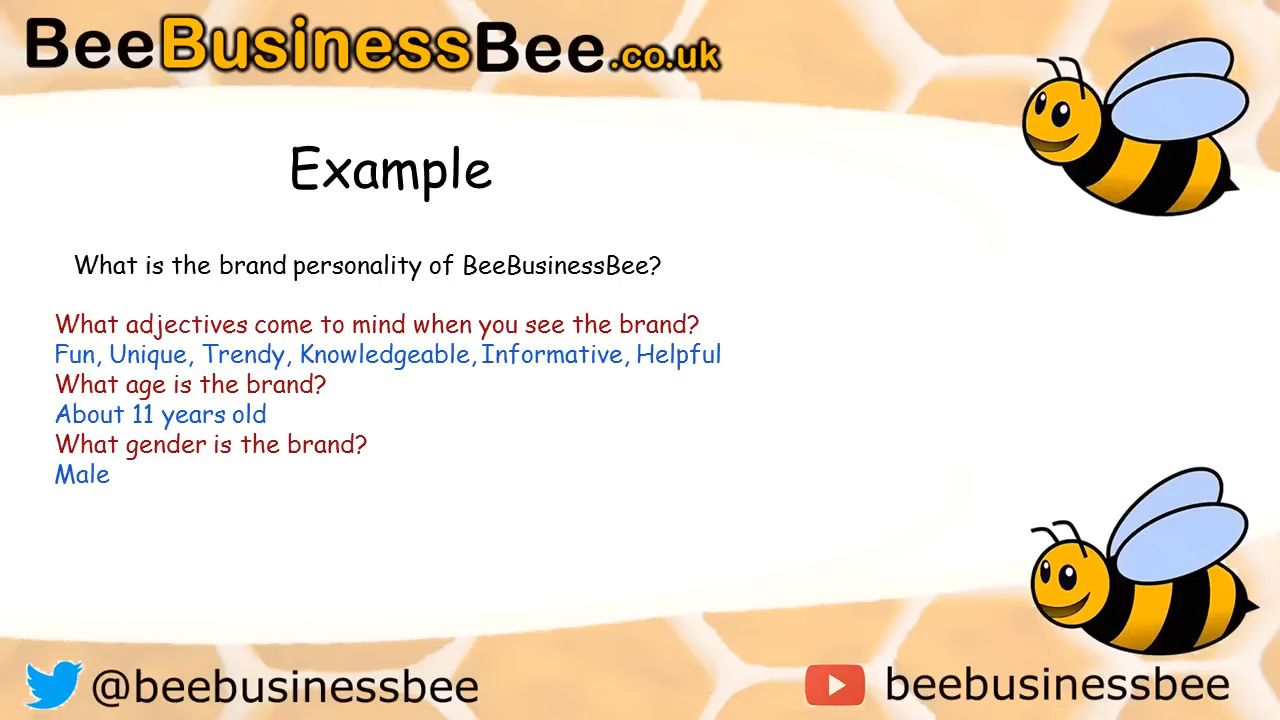 BeeBusinessBee.co.uk
Example
What is the brand personality of BeeBusinessBee?
What adjectives come to mind when you see the brand?
Fun, Unique, Trendy, Knowledgeable, Informative, Helpful
What age is the brand?
About 11 years old
What gender is the brand?
Male
@beebusinessbee
beebusinessbee